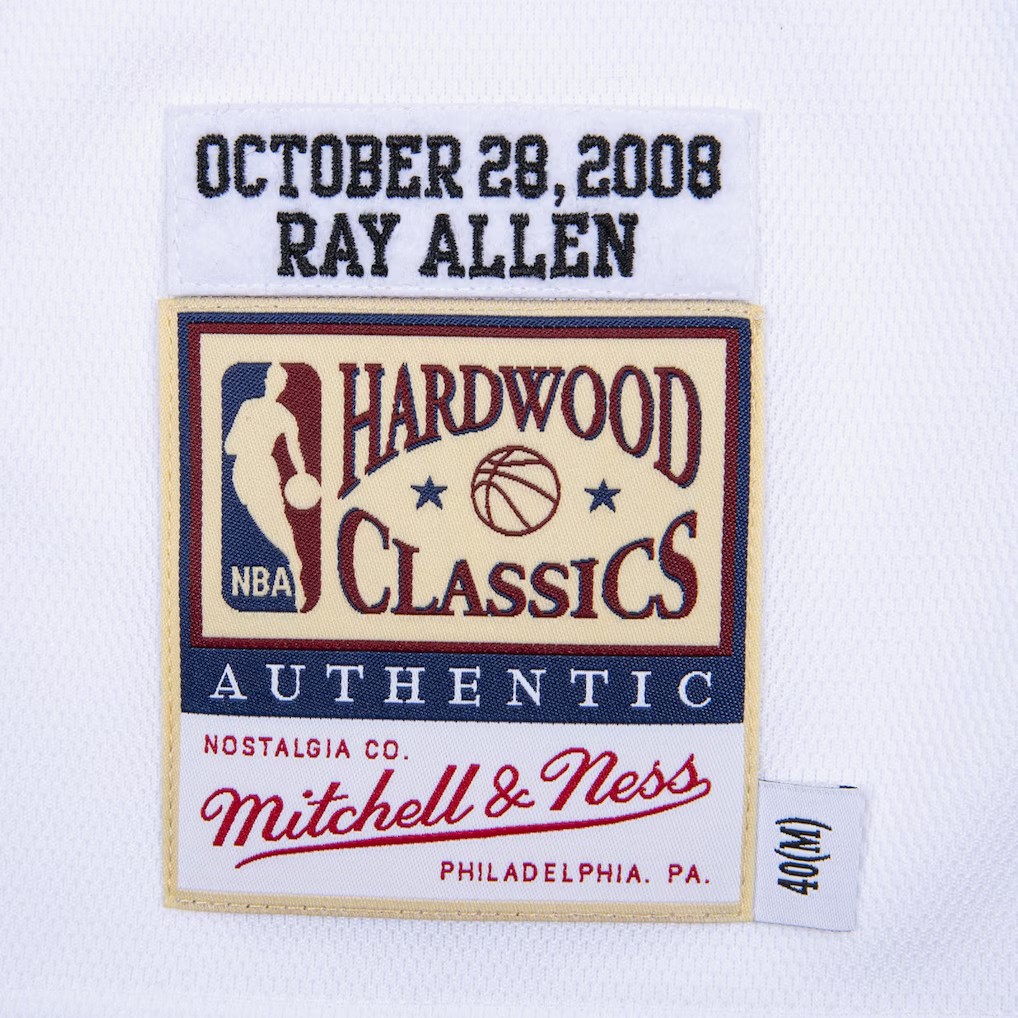 OCTOBER 28, 2008
RAY ALLEN
HARDWOOD
CLASSICS
NBA
AUTHENTIC
NOSTALGIA CO.
Mitchell & Ness
PHILADELPHIA. PA.
40(M)